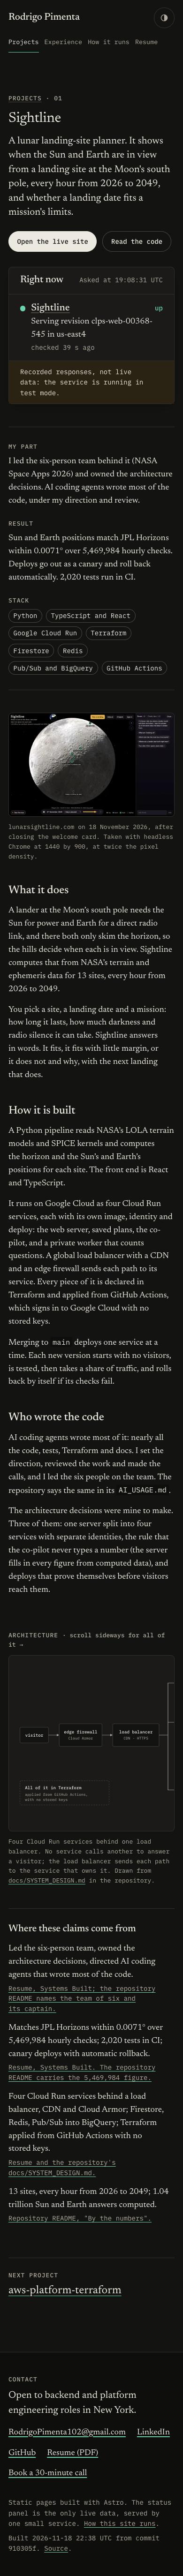 Rodrigo Pimenta
Projects Experience How it runs Resume
PROJECTS · 01
Sightline
A lunar landing-site planner. It shows
when the Sun and Earth are in view
from a landing site at the Moon's south
pole, every hour from 2026 to 2049,
and whether a landing date fits a
mission's limits.
Open the live site Read the code
Right now Asked at 19:08:31 UTC
Sightline up
Serving revision clps-web-00368-
545 in us-east4
checked 39 s ago
Recorded responses, not live
data: the service is running in
test mode.
MY PART
I led the six-person team behind it (NASA
Space Apps 2026) and owned the architecture
decisions. AI coding agents wrote most of the
code, under my direction and review.
RESULT
Sun and Earth positions match JPL Horizons
within 0.0071° over 5,469,984 hourly checks.
Deploys go out as a canary and roll back
automatically. 2,020 tests run in CI.
STACK
Python TypeScript and React
Google Cloud Run Terraform
Firestore Redis
Pub/Sub and BigQuery GitHub Actions
lunarsightline.com on 18 November 2026, after
closing the welcome card. Taken with headless
Chrome at 1440 by 900, at twice the pixel
density.
What it does
A lander at the Moon's south pole needs the
Sun for power and Earth for a direct radio
link, and there both only skim the horizon, so
the hills decide when each is in view. Sightline
computes that from NASA's terrain and
ephemeris data for 13 sites, every hour from
2026 to 2049.
You pick a site, a landing date and a mission:
how long it lasts, how much darkness and
radio silence it can take. Sightline answers
in words. It fits, it fits with little margin, or
it does not and why, with the next landing
that does.
How it is built
A Python pipeline reads NASA's LOLA terrain
models and SPICE kernels and computes
the horizon and the Sun's and Earth's
positions for each site. The front end is React
and TypeScript.
It runs on Google Cloud as four Cloud Run
services, each with its own image, identity and
deploy: the web server, saved plans, the co-
pilot, and a private worker that counts
questions. A global load balancer with a CDN
and an edge firewall sends each path to its
service. Every piece of it is declared in
Terraform and applied from GitHub Actions,
which signs in to Google Cloud with no
stored keys.
Merging to main deploys one service at a
time. Each new version starts with no visitors,
is tested, then takes a share of traffic, and rolls
back by itself if its checks fail.
Who wrote the code
AI coding agents wrote most of it: nearly all
the code, tests, Terraform and docs. I set the
direction, reviewed the work and made the
calls, and I led the six people on the team. The
repository says the same in its AI_USAGE.md.
The architecture decisions were mine to make.
Three of them: one server split into four
services with separate identities, the rule that
the co-pilot never types a number (the server
fills in every figure from computed data), and
deploys that prove themselves before visitors
reach them.
ARCHITECTURE · scroll sideways for all of
it →
visitor
edge firewall
Cloud Armor
load balancer
CDN · HTTPS
All of it in Terraform
applied from GitHub Actions,
with no stored keys
Four Cloud Run services behind one load
balancer. No service calls another to answer
a visitor; the load balancer sends each path
to the service that owns it. Drawn from
docs/SYSTEM_DESIGN.md in the repository.
Where these claims come from
Led the six-person team, owned the
architecture decisions, directed AI coding
agents that wrote most of the code.
Resume, Systems Built; the repository
README names the team of six and
its captain.
Matches JPL Horizons within 0.0071° over
5,469,984 hourly checks; 2,020 tests in CI;
canary deploys with automatic rollback.
Resume, Systems Built. The repository
README carries the 5,469,984 figure.
Four Cloud Run services behind a load
balancer, CDN and Cloud Armor; Firestore,
Redis, Pub/Sub into BigQuery; Terraform
applied from GitHub Actions with no
stored keys.
Resume and the repository's
docs/SYSTEM_DESIGN.md.
13 sites, every hour from 2026 to 2049; 1.04
trillion Sun and Earth answers computed.
Repository README, "By the numbers".
NEXT PROJECT
aws-platform-terraform
CONTACT
Open to backend and platform
engineering roles in New York.
RodrigoPimenta102@gmail.com LinkedIn
GitHub Resume (PDF)
Book a 30-minute call
Static pages built with Astro. The status
panel is the only live data, served by
one small service. How this site runs.
Built 2026-11-18 22:38 UTC from commit
910305f. Source.